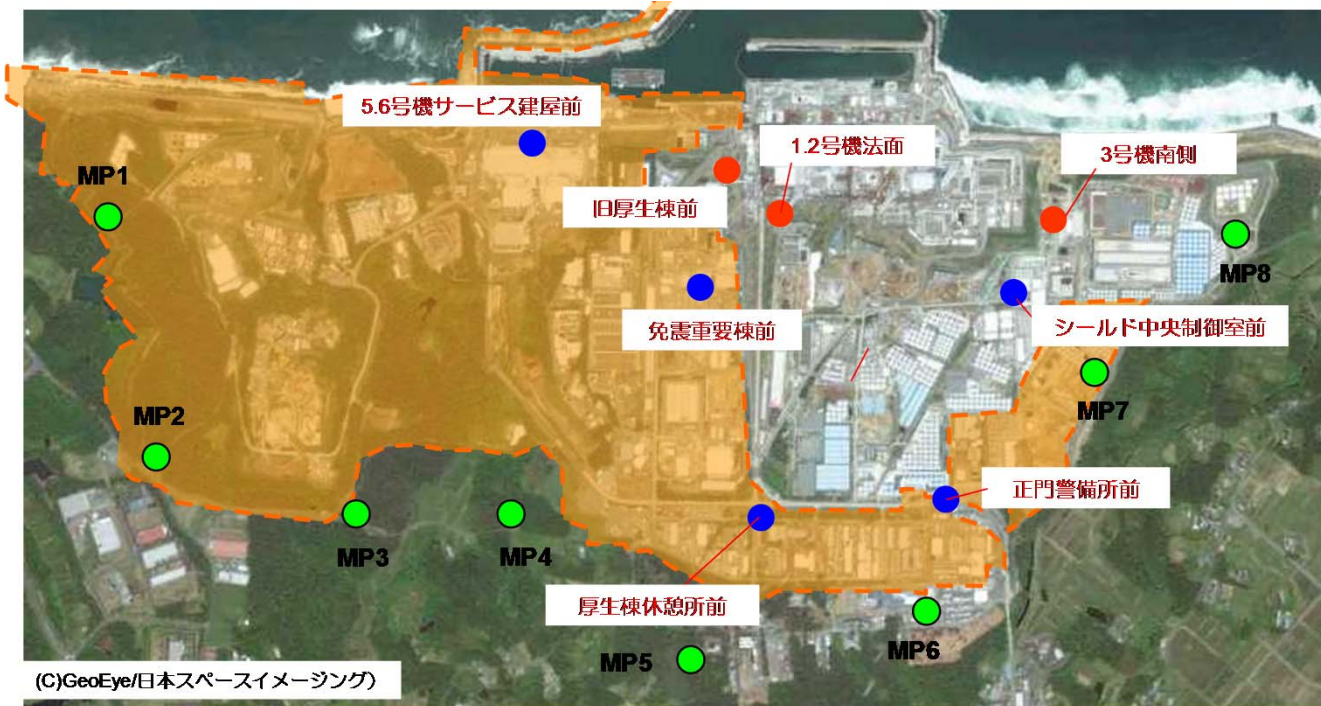 5.6号機サービス建屋前
1.2号機法面
3号機南側
MP1
旧厚生棟前
MP8
免震重要棟前
シールド中央制御室前
MP7
MP2
正門警備所前
MP3
MP4
厚生棟休憩所前
MP6
MP5
(C)GeoEye/日本スペースイメージング）